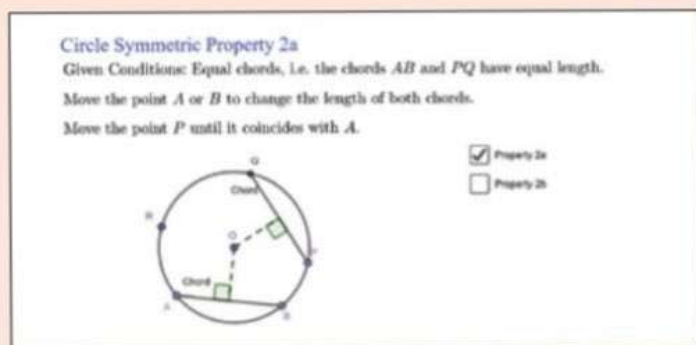 Circle Symmetric Property 2a
Given Conditions: Equal chords, i.e. the chords AB and PQ have equal length.
Move the point A or B to change the length of both chords.
Move the point P until it coincides with A.
Property 2a
Property 2b
Q
Chord
R
O
P
Chord
A
B